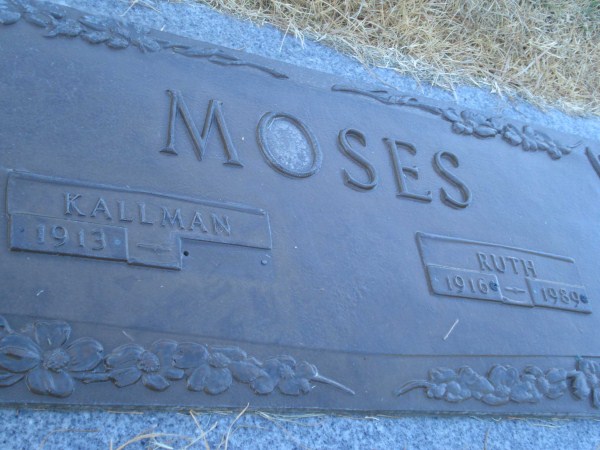 MOSES
KALLMAN
1913 —
RUTH
1916 — 1989